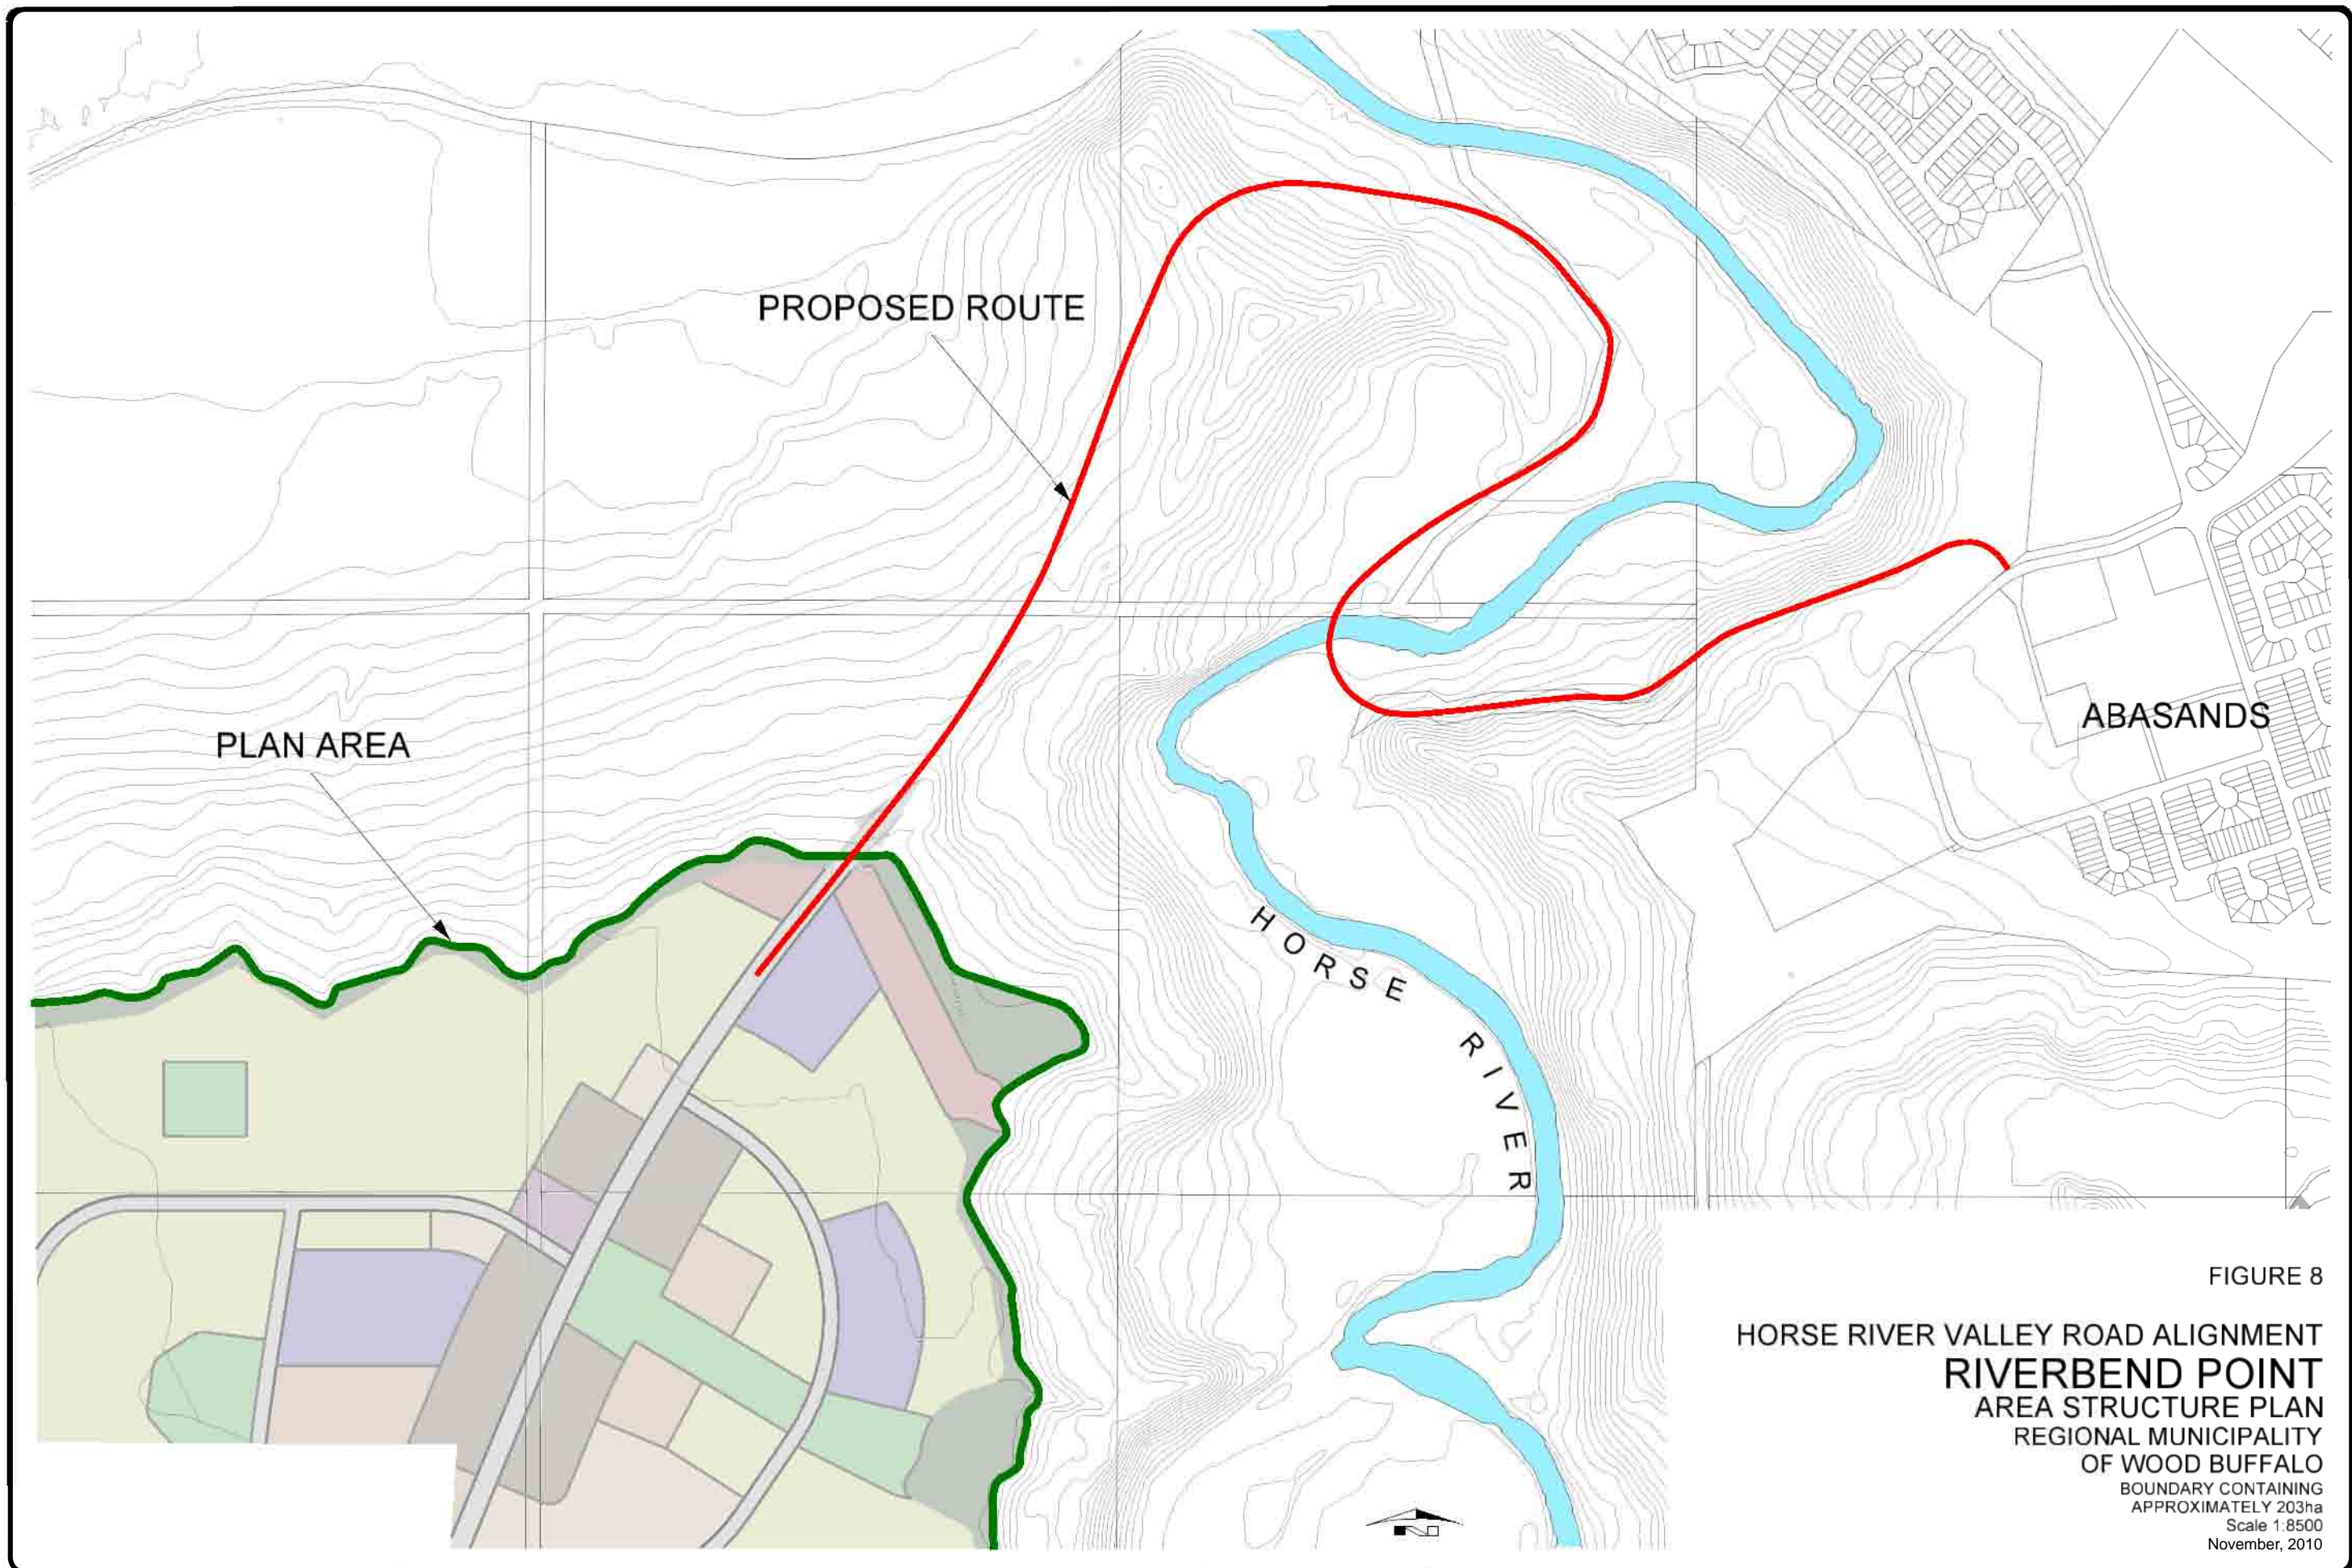 PROPOSED ROUTE
PLAN AREA
ABASANDS
HORSE RIVER
FIGURE 8
HORSE RIVER VALLEY ROAD ALIGNMENT
RIVERBEND POINT
AREA STRUCTURE PLAN
REGIONAL MUNICIPALITY
OF WOOD BUFFALO
BOUNDARY CONTAINING
APPROXIMATELY 203ha
Scale 1:8500
November, 2010